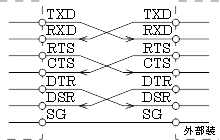 TXD TXD
RXD RXD
RTS RTS
CTS CTS
DTR DTR
DSR DSR
SG SG
外部装